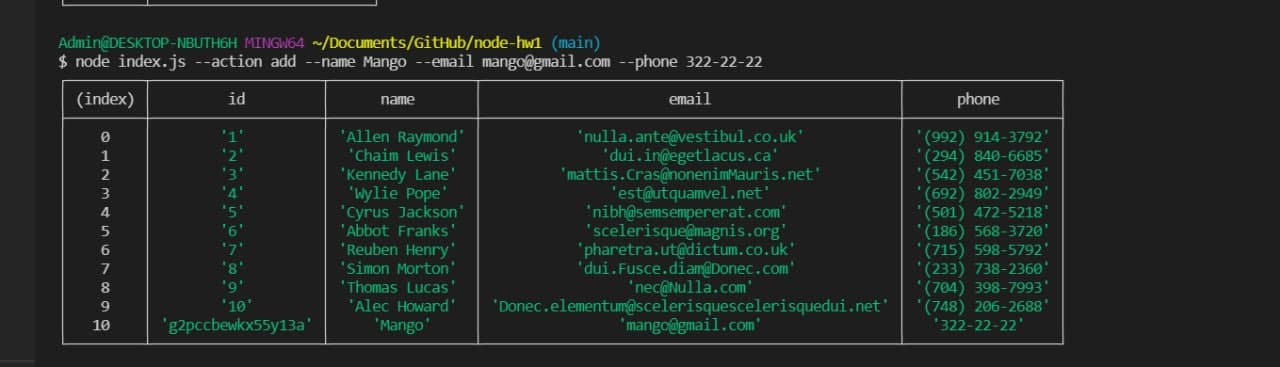 Admin@DESKTOP-NBUTH6H MINGW64 ~/Documents/GitHub/node-hw1 (main)
$ node index.js --action add --name Mango --email mango@gmail.com --phone 322-22-22
(index) id name email phone
0 '1' 'Allen Raymond' 'nulla.ante@vestibul.co.uk' '(992) 914-3792'
1 '2' 'Chaim Lewis' 'dui.in@egetlacus.ca' '(294) 840-6685'
2 '3' 'Kennedy Lane' 'mattis.Cras@nonenimMauris.net' '(542) 451-7038'
3 '4' 'Wylie Pope' 'est@utquamvel.net' '(692) 802-2949'
4 '5' 'Cyrus Jackson' 'nibh@semsempererat.com' '(501) 472-5218'
5 '6' 'Abbot Franks' 'scelerisque@magnis.org' '(186) 568-3720'
6 '7' 'Reuben Henry' 'pharetra.ut@dictum.co.uk' '(715) 598-5792'
7 '8' 'Simon Morton' 'dui.Fusce.diam@Donec.com' '(233) 738-2360'
8 '9' 'Thomas Lucas' 'nec@Nulla.com' '(704) 398-7993'
9 '10' 'Alec Howard' 'Donec.elementum@scelerisquescelerisquedui.net' '(748) 206-2688'
10 'g2pccbewkx55y13a' 'Mango' 'mango@gmail.com' '322-22-22'